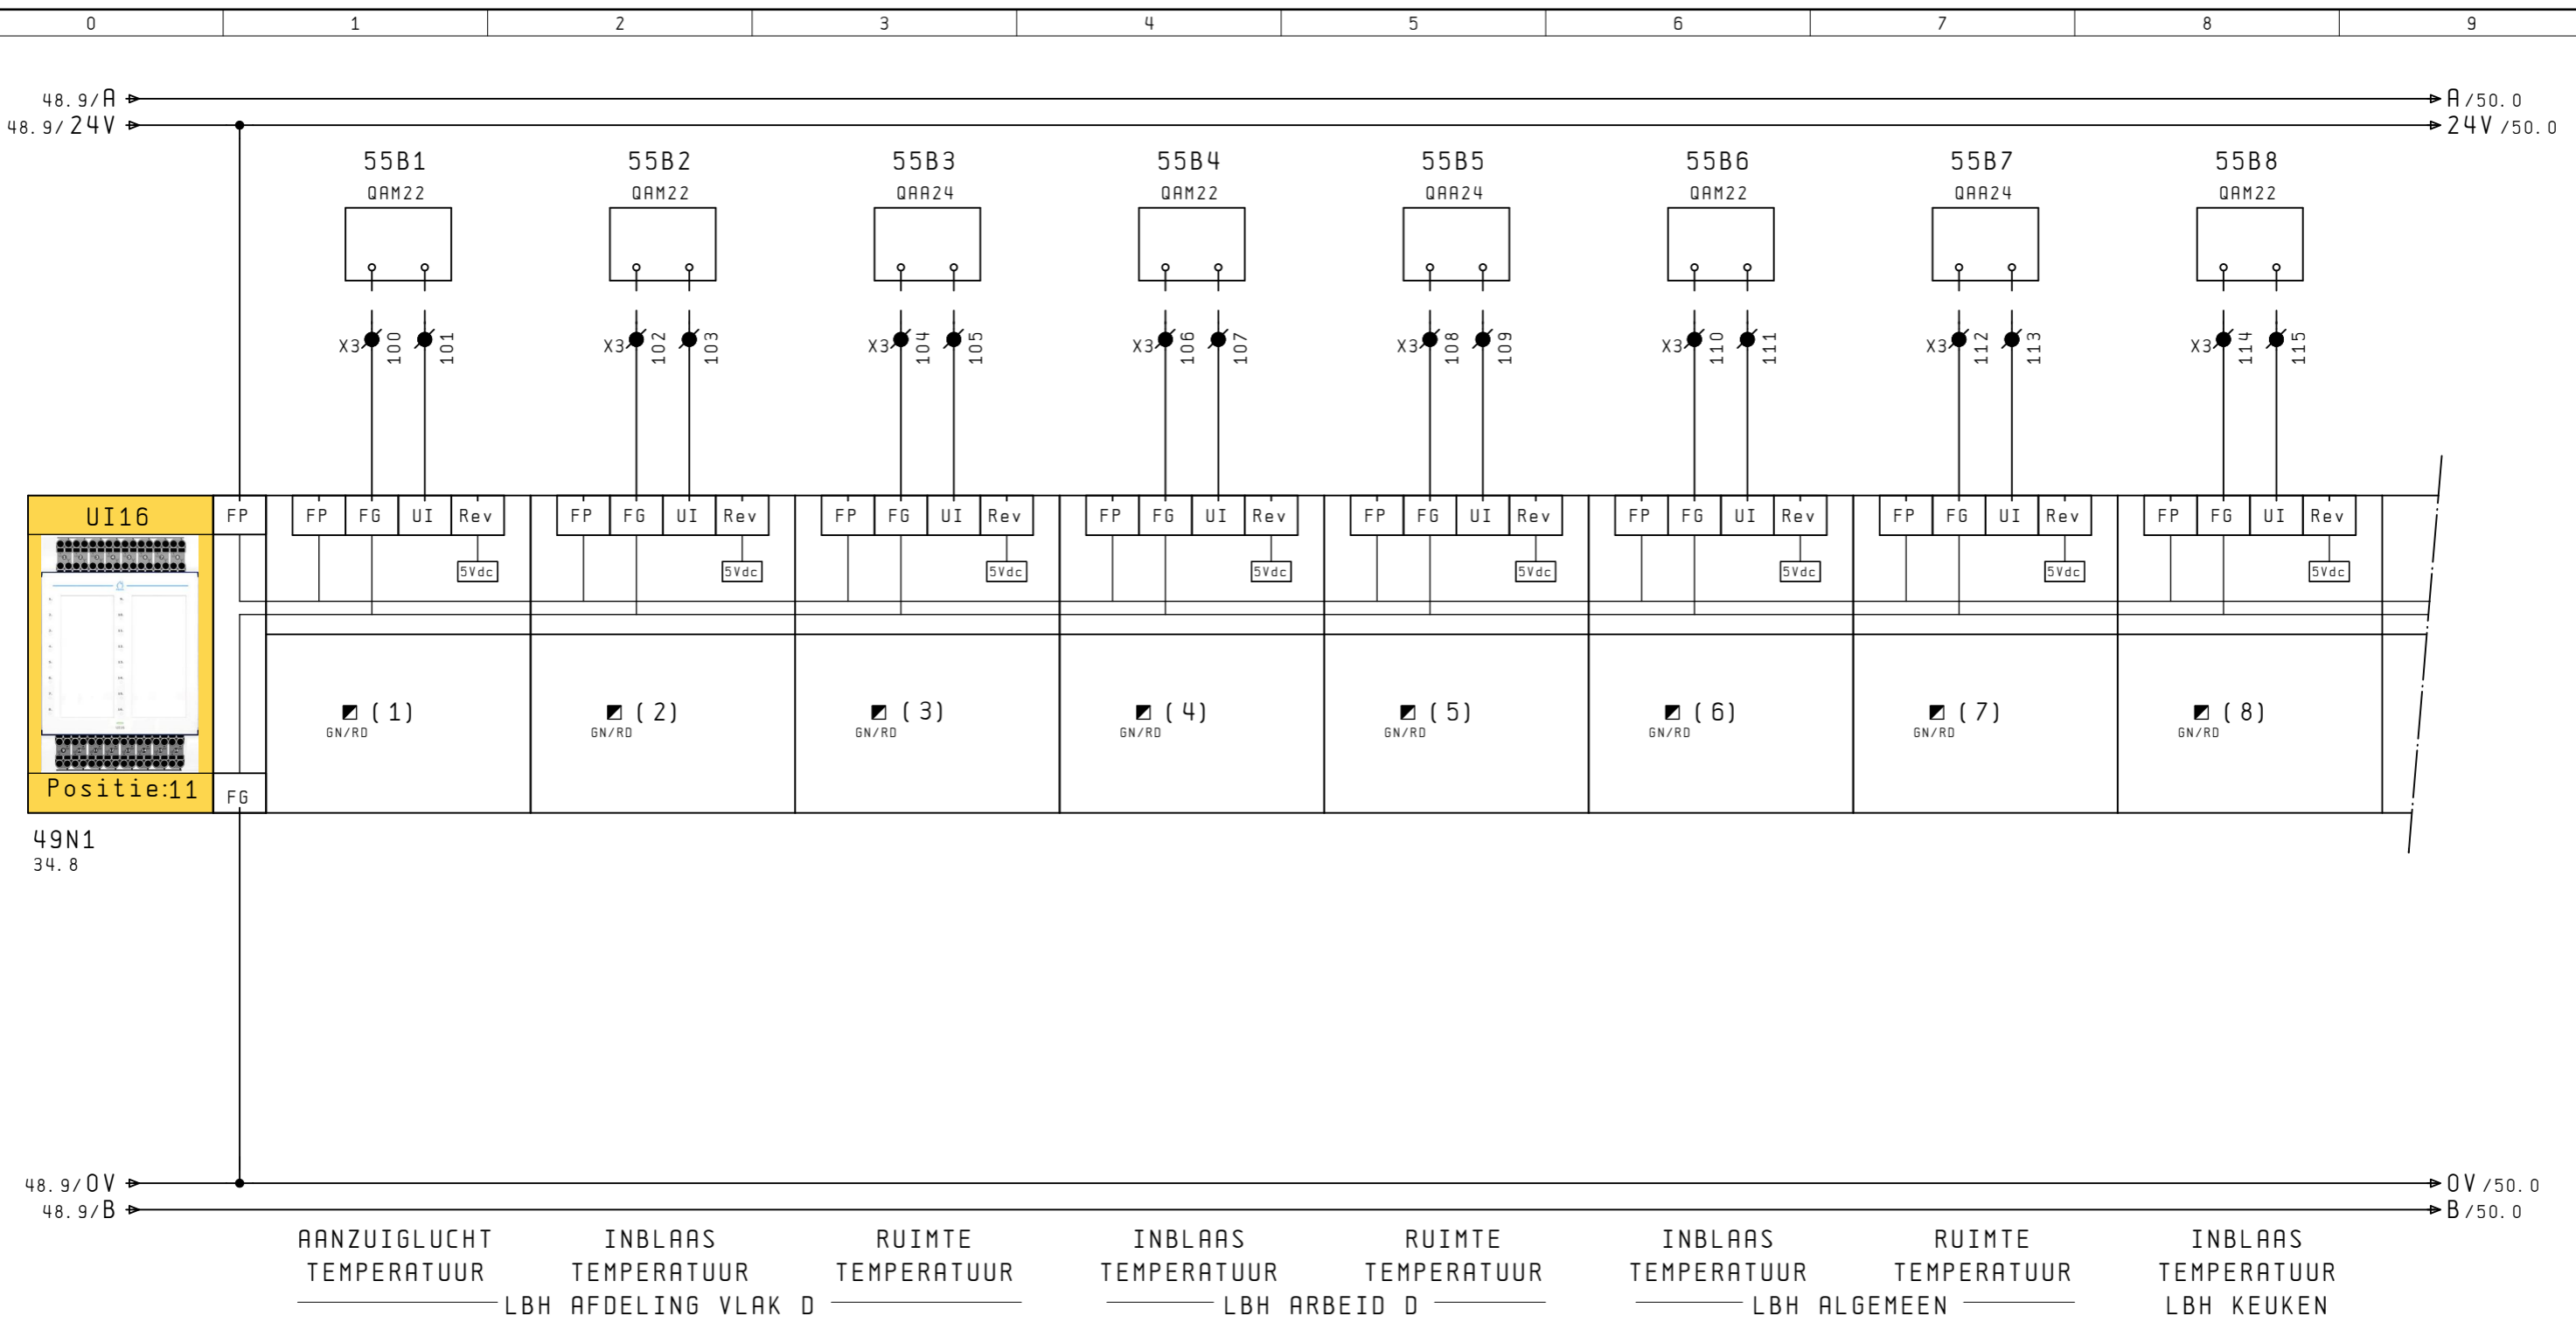 0 1 2 3 4 5 6 7 8 9
48.9/A A/50.0
48.9/24V 24V/50.0
55B1 55B2 55B3 55B4 55B5 55B6 55B7 55B8
QAM22 QAM22 QAA24 QAM22 QAA24 QAM22 QAA24 QAM22
X3 100 101 X3 102 103 X3 104 105 X3 106 107 X3 108 109 X3 110 111 X3 112 113 X3 114 115
UI16 FP FP FG UI Rev FP FG UI Rev FP FG UI Rev FP FG UI Rev FP FG UI Rev FP FG UI Rev FP FG UI Rev FP FG UI Rev
5Vdc 5Vdc 5Vdc 5Vdc 5Vdc 5Vdc 5Vdc 5Vdc
(1) (2) (3) (4) (5) (6) (7) (8)
GN/RD GN/RD GN/RD GN/RD GN/RD GN/RD GN/RD GN/RD
Positie:11 FG
49N1
34.8
48.9/0V 0V/50.0
48.9/B B/50.0
AANZUIGLUCHT INBLAAS RUIMTE INBLAAS RUIMTE INBLAAS RUIMTE INBLAAS
TEMPERATUUR TEMPERATUUR TEMPERATUUR TEMPERATUUR TEMPERATUUR TEMPERATUUR TEMPERATUUR TEMPERATUUR
LBH AFDELING VLAK D LBH ARBEID D LBH ALGEMEEN LBH KEUKEN